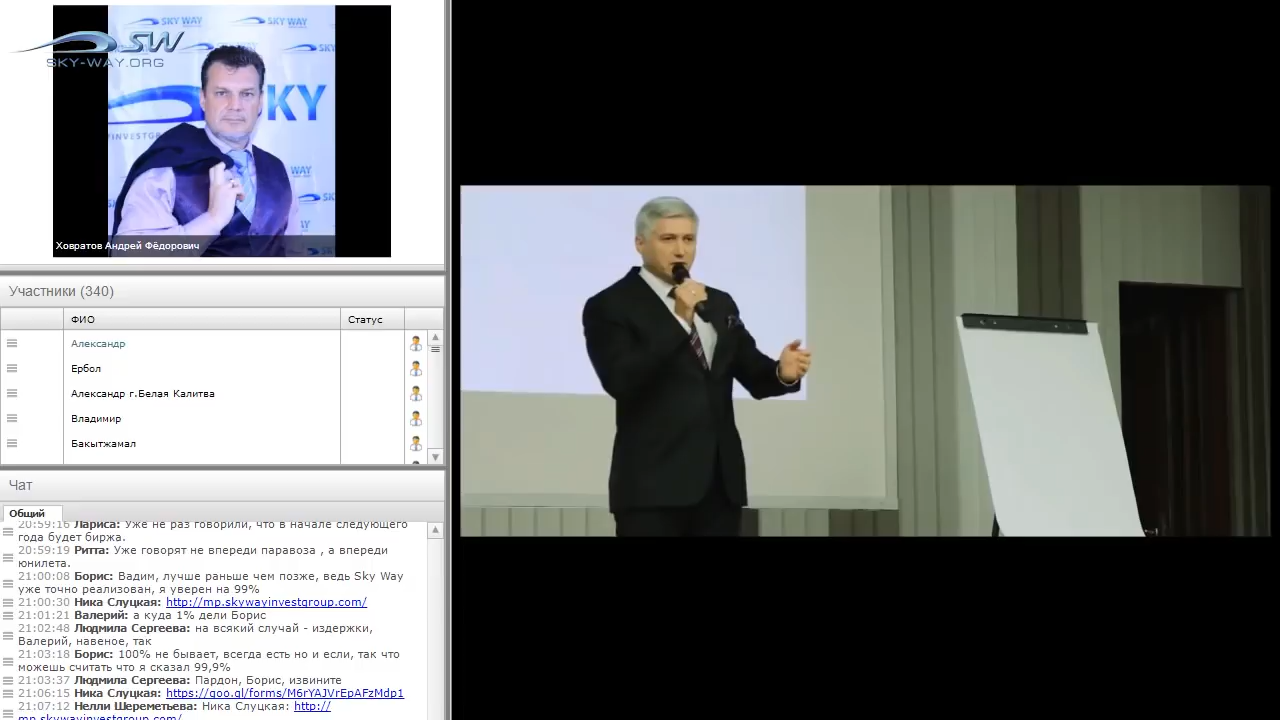 SKY WAY
SKY WAY
SW
SKY-WAY.ORG
SKY
YINVESTGR
WAY
SKY
Ховратов Андрей Фёдорович
Участники (340)
ФИО Статус
Александр
Ербол
Александр г.Белая Калитва
Владимир
Бакытжамал
Чат
Общий
20:59:16 Лариса: Уже не раз говорили, что в начале следующего
года будет биржа.
20:59:19 Ритта: Уже говорят не впереди паравоза , а впереди
юнилета.
21:00:08 Борис: Вадим, лучше раньше чем позже, ведь Sky Way
уже точно реализован, я уверен на 99%
21:00:30 Ника Слуцкая: http://mp.skywayinvestgroup.com/
21:01:21 Валерий: а куда 1% дели Борис
21:02:48 Людмила Сергеева: на всякий случай - издержки,
Валерий, навеное, так
21:03:18 Борис: 100% не бывает, всегда есть но и если, так что
можешь считать что я сказал 99,9%
21:03:37 Людмила Сергеева: Пардон, Борис, извините
21:06:15 Ника Слуцкая: https://goo.gl/forms/M6rYAJVrEpAFzMdp1
21:07:12 Нелли Шереметьева: Ника Слуцкая: http://
mp.skywayinvestgroup.com/